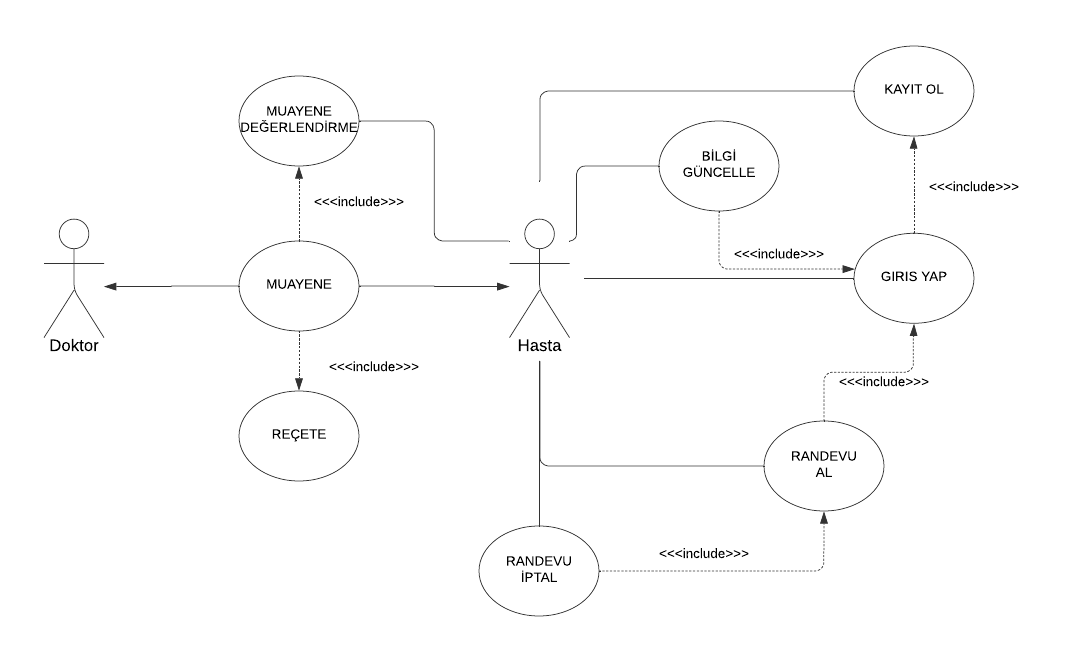 KAYIT OL
MUAYENE
DEĞERLENDİRME
BİLGİ
GÜNCELLE
<<<include>>>
<<<include>>>
<<<include>>>
MUAYENE
GIRIS YAP
Doktor
Hasta
<<<include>>>
<<<include>>>
REÇETE
RANDEVU
AL
<<<include>>>
RANDEVU
İPTAL